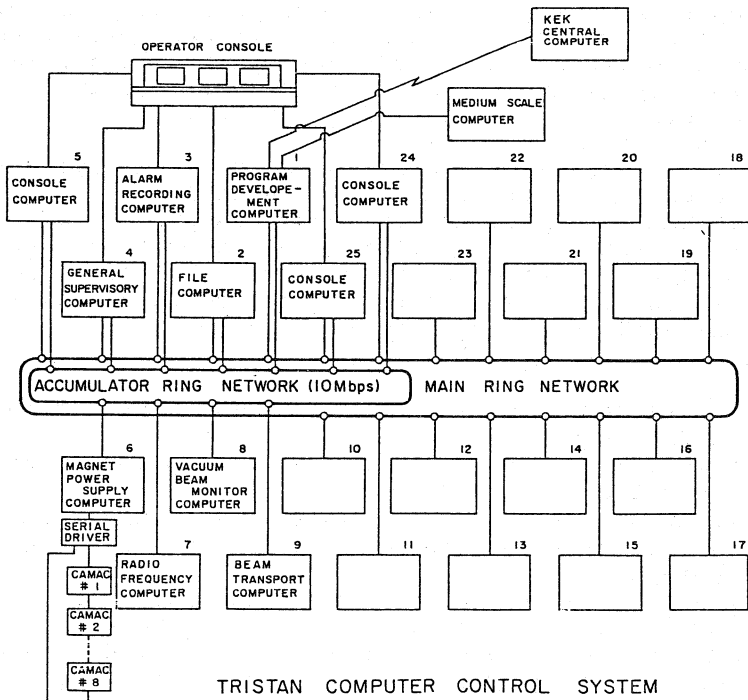 KEK
CENTRAL
COMPUTER
OPERATOR CONSOLE
MEDIUM SCALE
COMPUTER
5
CONSOLE
COMPUTER
3
ALARM
RECORDING
COMPUTER
1
PROGRAM
DEVELOPE-
MENT
COMPUTER
24
CONSOLE
COMPUTER
22
20
18
4
GENERAL
SUPERVISORY
COMPUTER
2
FILE
COMPUTER
25
CONSOLE
COMPUTER
23
21
19
ACCUMULATOR RING NETWORK (10Mbps)
MAIN RING NETWORK
6
MAGNET
POWER
SUPPLY
COMPUTER
8
VACUUM
BEAM
MONITOR
COMPUTER
10
12
14
16
SERIAL
DRIVER
7
RADIO
FREQUENCY
COMPUTER
9
BEAM
TRANSPORT
COMPUTER
11
13
15
17
CAMAC
# 1
CAMAC
# 2
CAMAC
# 8
TRISTAN COMPUTER CONTROL SYSTEM